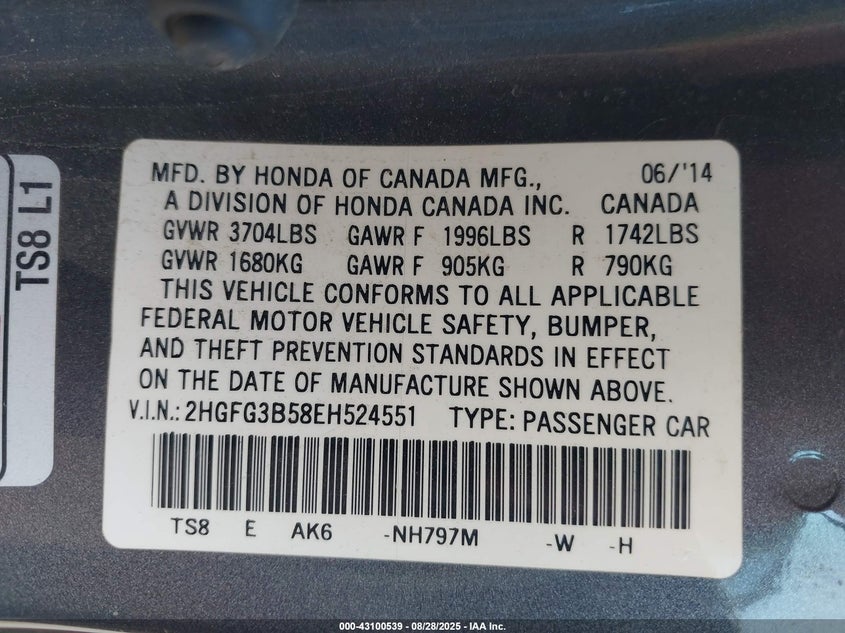 MFD. BY HONDA OF CANADA MFG., 06/'14
A DIVISION OF HONDA CANADA INC. CANADA
GVWR 3704LBS GAWR F 1996LBS R 1742LBS
GVWR 1680KG GAWR F 905KG R 790KG
THIS VEHICLE CONFORMS TO ALL APPLICABLE
FEDERAL MOTOR VEHICLE SAFETY, BUMPER,
AND THEFT PREVENTION STANDARDS IN EFFECT
ON THE DATE OF MANUFACTURE SHOWN ABOVE.
V.I.N.: 2HGFG3B58EH524551 TYPE: PASSENGER CAR
TS8 E AK6 -NH797M -W -H
TS8 L1
000-43100539 - 08/28/2025 - IAA Inc.